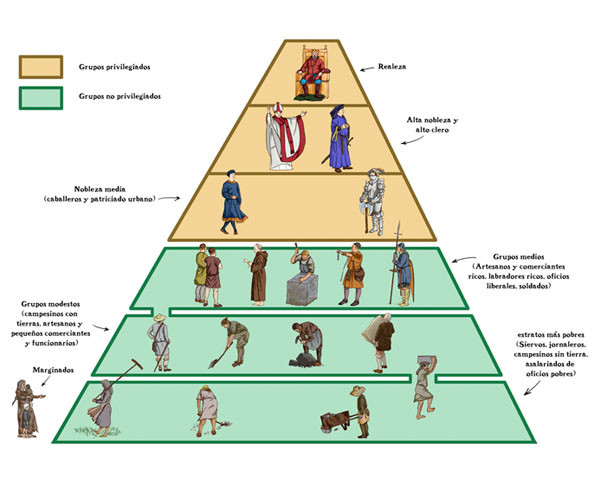 Grupos privilegiados
Grupos no privilegiados
Realeza
Alta nobleza y
alto clero
Nobleza media
(caballeros y patriciado urbano)
Grupos medios
(Artesanos y comerciantes
ricos, labradores ricos, oficios
liberales, soldados)
Grupos modestos
(campesinos con
tierras, artesanos y
pequeños comerciantes
y funcionarios)
estratos más pobres
(Siervos, jornaleros,
campesinos sin tierra,
asalariados de
oficios pobres)
Marginados